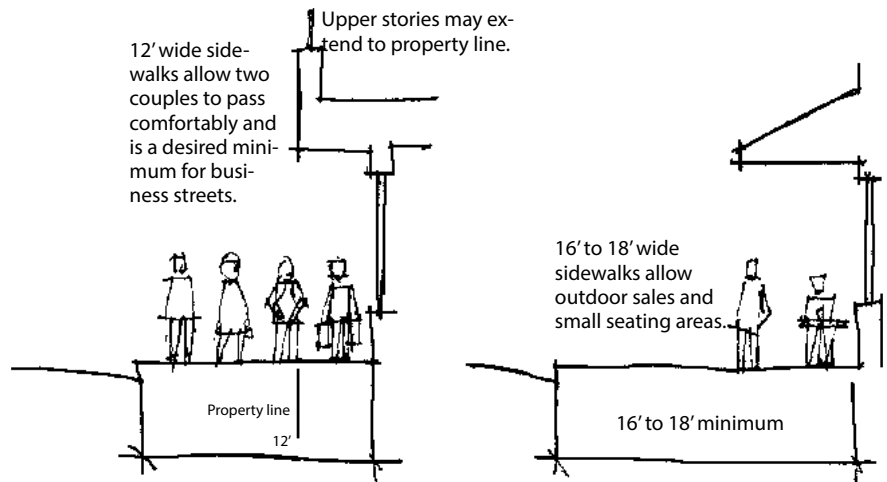 Upper stories may ex-
tend to property line.
12’ wide side-
walks allow two
couples to pass
comfortably and
is a desired mini-
mum for busi-
ness streets.
16’ to 18’ wide
sidewalks allow
outdoor sales and
small seating areas.
Property line
12’
16’ to 18’ minimum